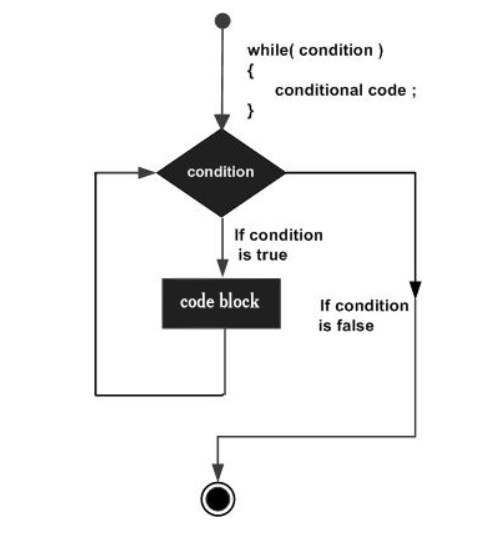 while( condition )
{
conditional code ;
}
condition
If condition
is true
code block
If condition
is false